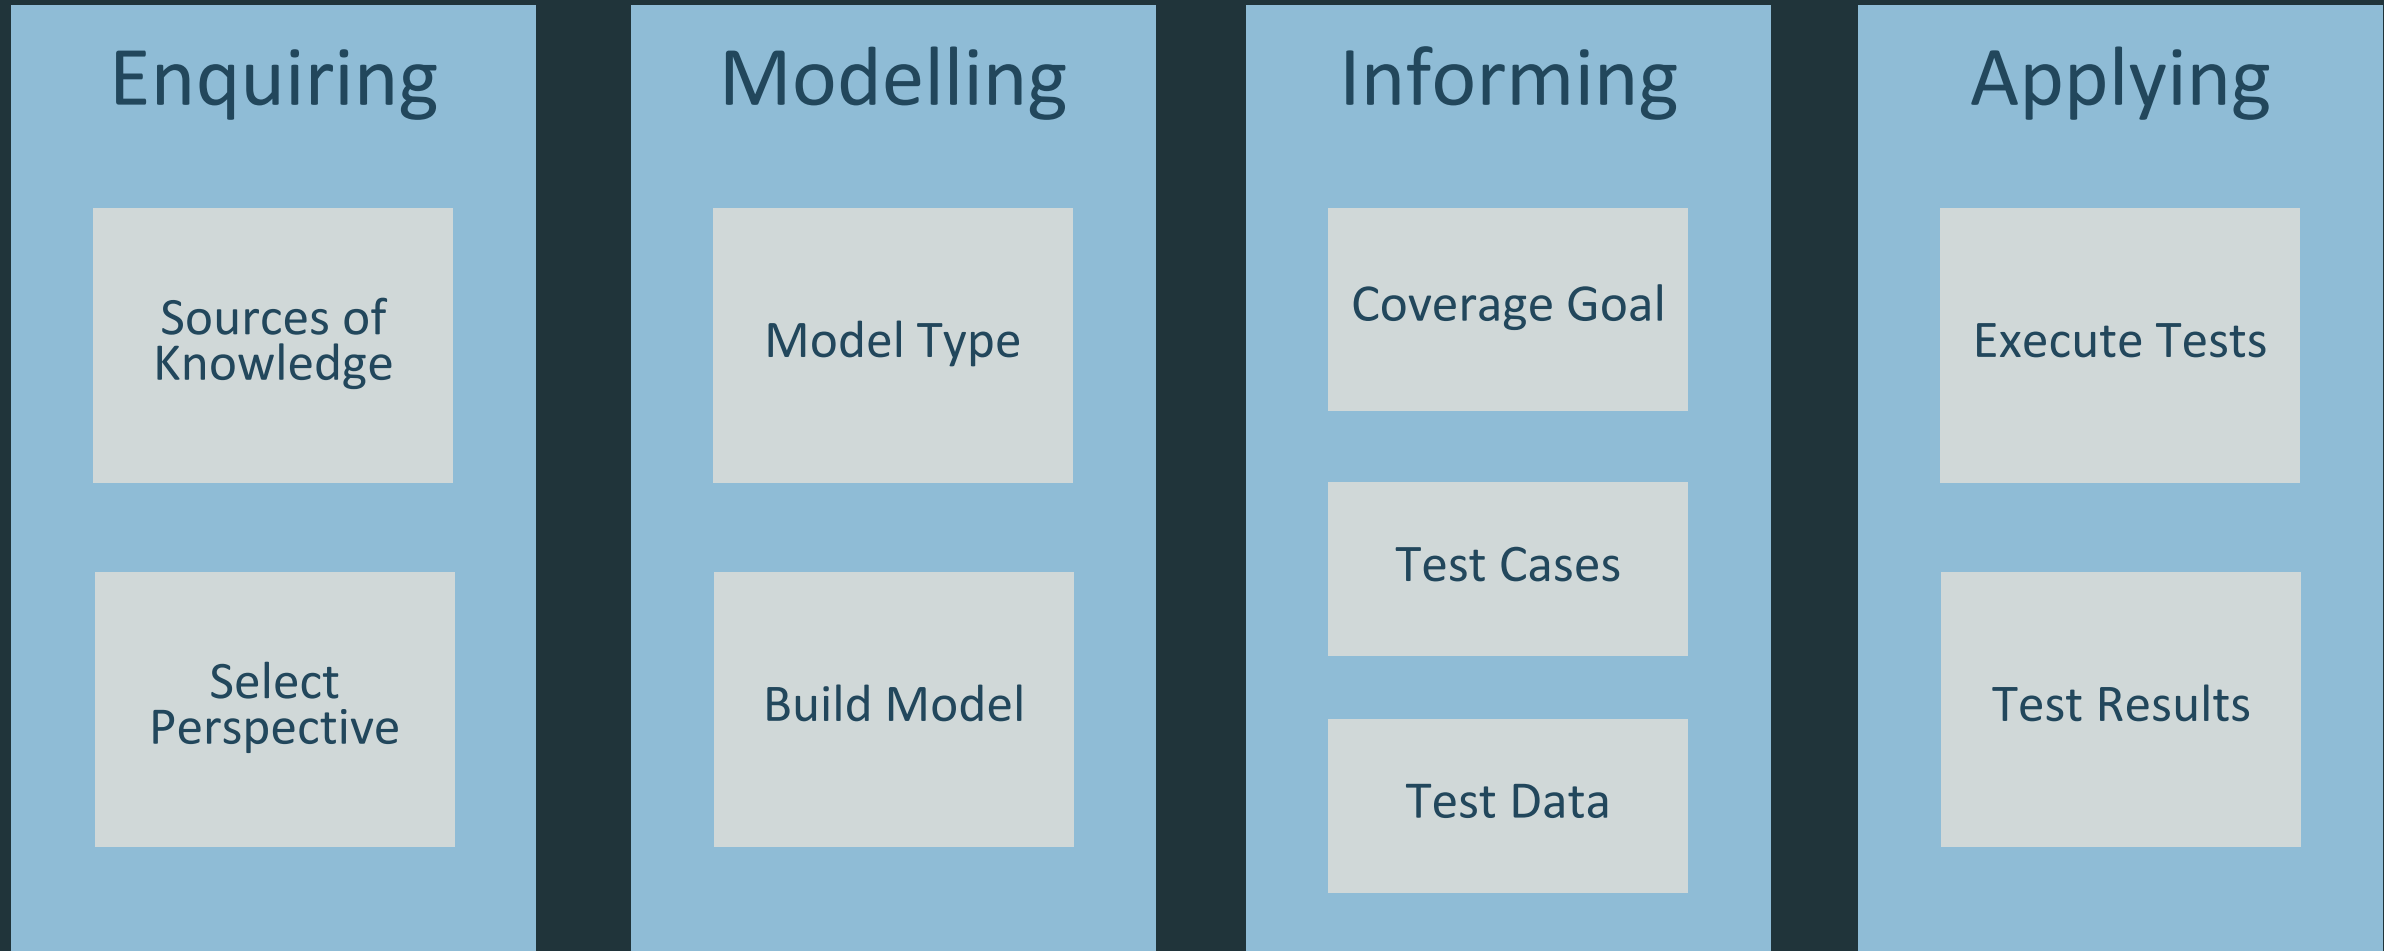 Enquiring
Sources of
Knowledge
Select
Perspective
Modelling
Model Type
Build Model
Informing
Coverage Goal
Test Cases
Test Data
Applying
Execute Tests
Test Results